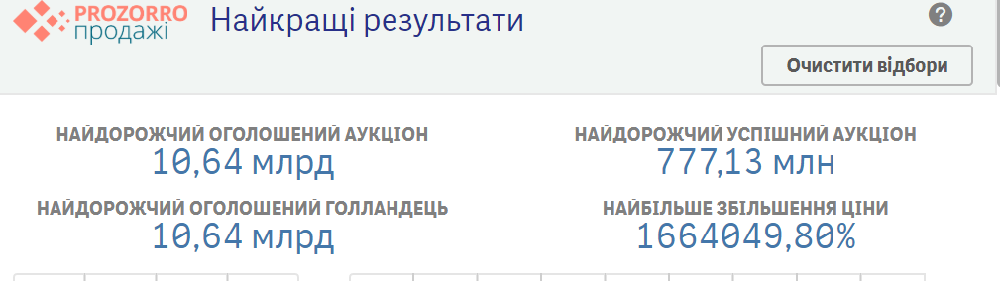 PROZORRO
продажі
Найкращі результати
?
Очистити відбори
НАЙДОРОЖЧИЙ ОГОЛОШЕНИЙ АУКЦІОН
10,64 млрд
НАЙДОРОЖЧИЙ УСПІШНИЙ АУКЦІОН
777,13 млн
НАЙДОРОЖЧИЙ ОГОЛОШЕНИЙ ГОЛЛАНДЕЦЬ
10,64 млрд
НАЙБІЛЬШЕ ЗБІЛЬШЕННЯ ЦІНИ
1664049,80%